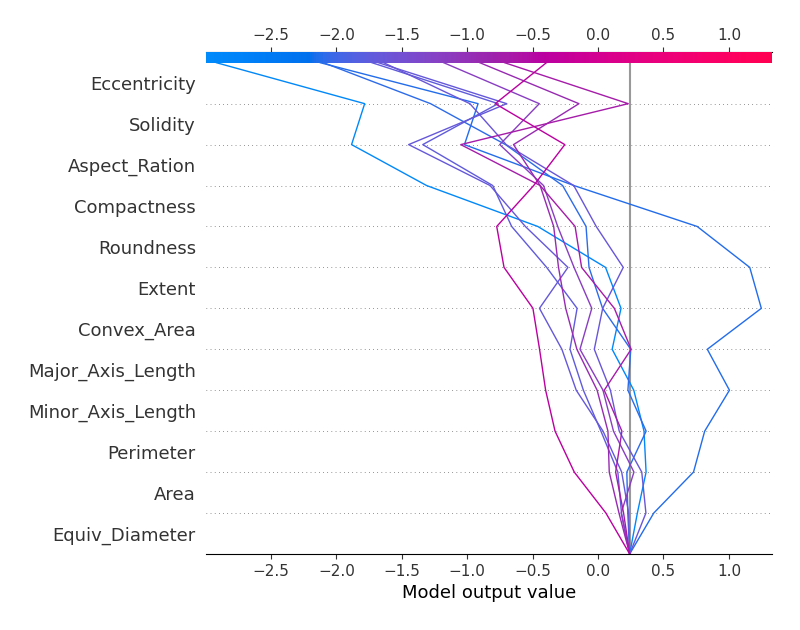 −2.5 −2.0 −1.5 −1.0 −0.5 0.0 0.5 1.0
Eccentricity
Solidity
Aspect_Ration
Compactness
Roundness
Extent
Convex_Area
Major_Axis_Length
Minor_Axis_Length
Perimeter
Area
Equiv_Diameter
−2.5 −2.0 −1.5 −1.0 −0.5 0.0 0.5 1.0
Model output value